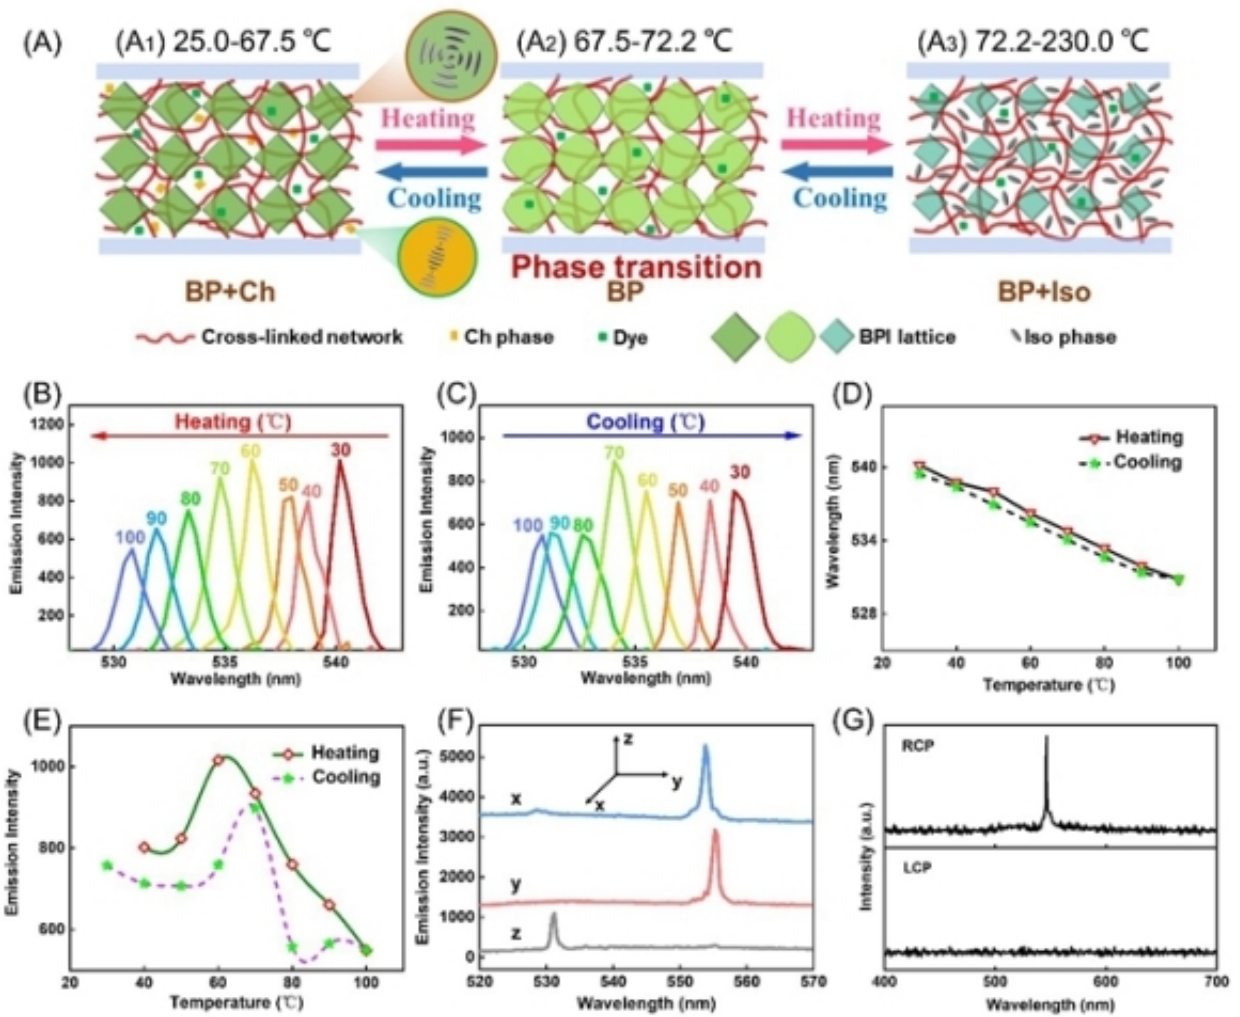 (A)
(A1) 25.0-67.5 ℃
(A2) 67.5-72.2 ℃
(A3) 72.2-230.0 ℃
Heating
Cooling
Heating
Cooling
Phase transition
BP+Ch
BP
BP+Iso
Cross-linked network
Ch phase
Dye
BPI lattice
Iso phase
(B)
Heating (℃)
1200
1000
800
600
400
200
100
90
80
70
60
50
40
30
530
535
540
Emission Intensity
Wavelength (nm)
(C)
Cooling (℃)
1000
800
600
400
200
100
90
80
70
60
50
40
30
530
535
540
Emission Intensity
Wavelength (nm)
(D)
Heating
Cooling
540
534
528
20
40
60
80
100
Wavelength (nm)
Temperature (℃)
(E)
Heating
Cooling
1000
800
600
20
40
60
80
100
Emission Intensity
Temperature (℃)
(F)
5000
4000
3000
2000
1000
0
z
y
x
x
y
z
520
530
540
550
560
570
Emission Intensity (a.u.)
Wavelength (nm)
(G)
RCP
LCP
400
500
600
700
Intensity (a.u.)
Wavelength (nm)